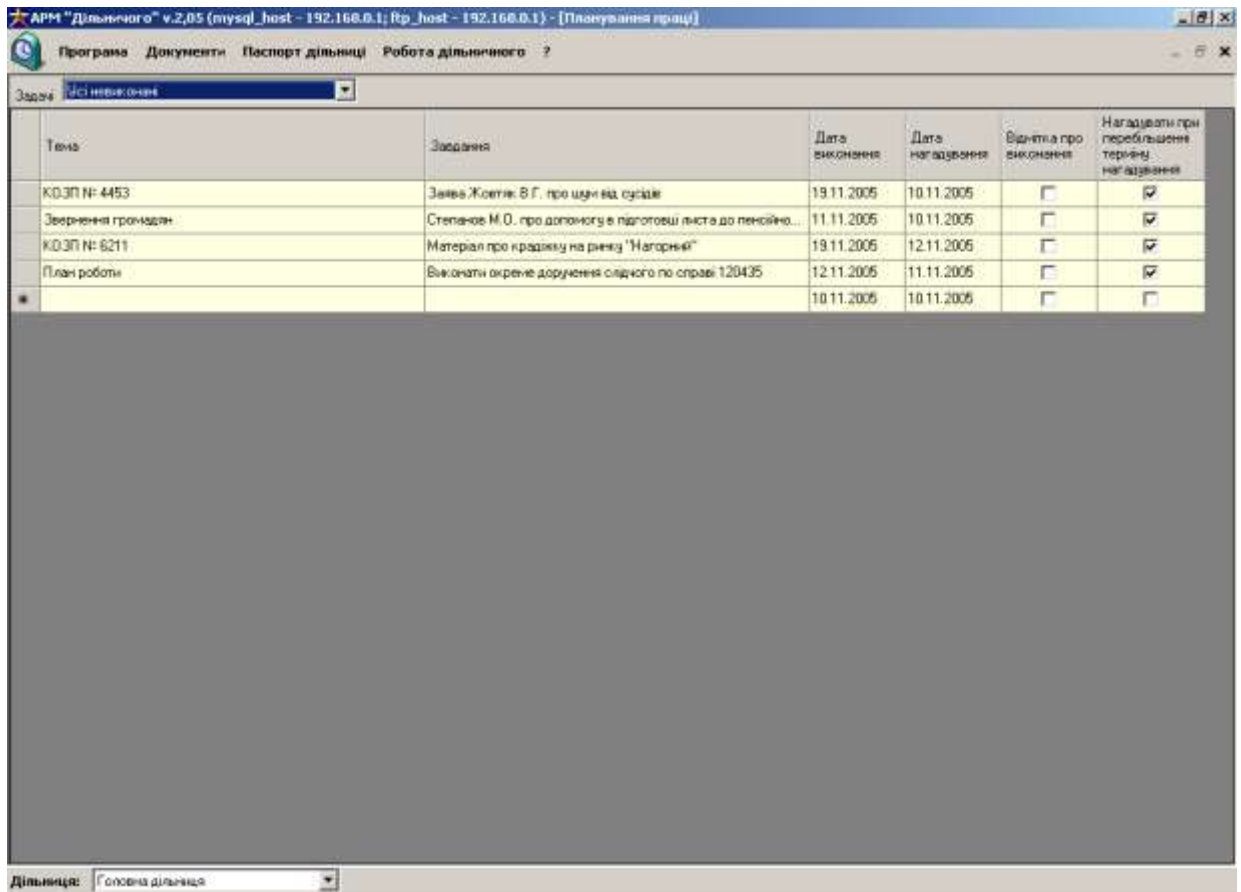 АРМ "Дільничого" v.2,05 (mysql_host - 192.168.0.1; ftp_host - 192.168.0.1) - [Планування праці]
Програма Документи Паспорт дільниці Робота дільничного ?
Задачі Усі невиконані
Тема Завдання Дата виконання Дата нагадування Відмітка про виконання Нагадувати при перебільшенні терміну нагадування
КОЗП № 4453 Заява Жовтяк В.Г. про шум від сусідів 19.11.2005 10.11.2005
Звернення громадян Степанов М.О. про допомогу в підготовці листа до пенсійно... 11.11.2005 10.11.2005
КОЗП № 6211 Матеріал про крадіжку на ринку "Нагорний" 19.11.2005 12.11.2005
План роботи Виконати окреме доручення слідчого по справі 120435 12.11.2005 11.11.2005
10.11.2005 10.11.2005
Дільниця: Головна дільниця